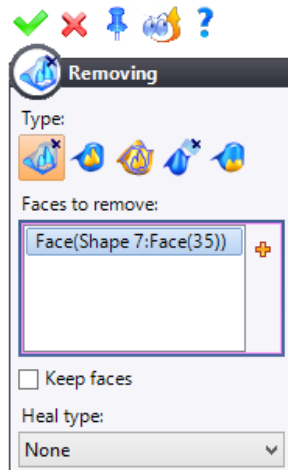 ?
Removing
Type:
Faces to remove:
Face(Shape 7:Face(35))
Keep faces
Heal type:
None